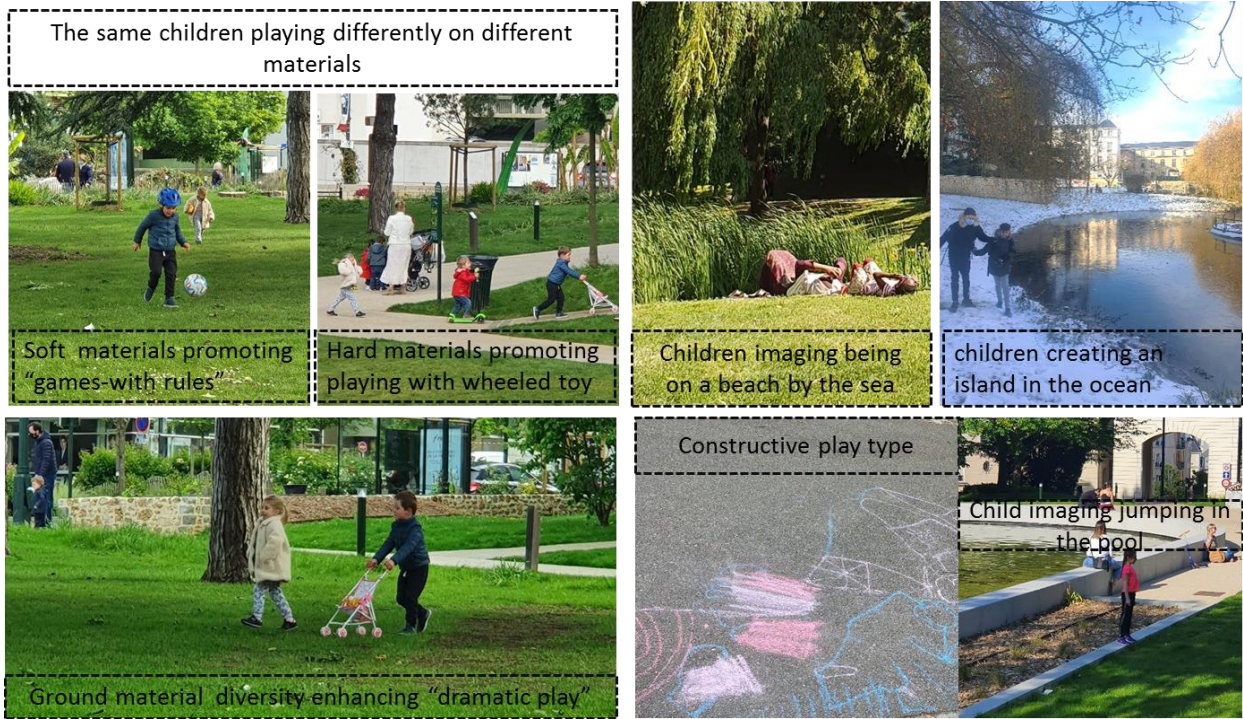 The same children playing differently on different
materials
Soft materials promoting
“games-with rules”
Hard materials promoting
playing with wheeled toy
Children imaging being
on a beach by the sea
children creating an
island in the ocean
Ground material diversity enhancing “dramatic play”
Constructive play type
Child imaging jumping in
the pool